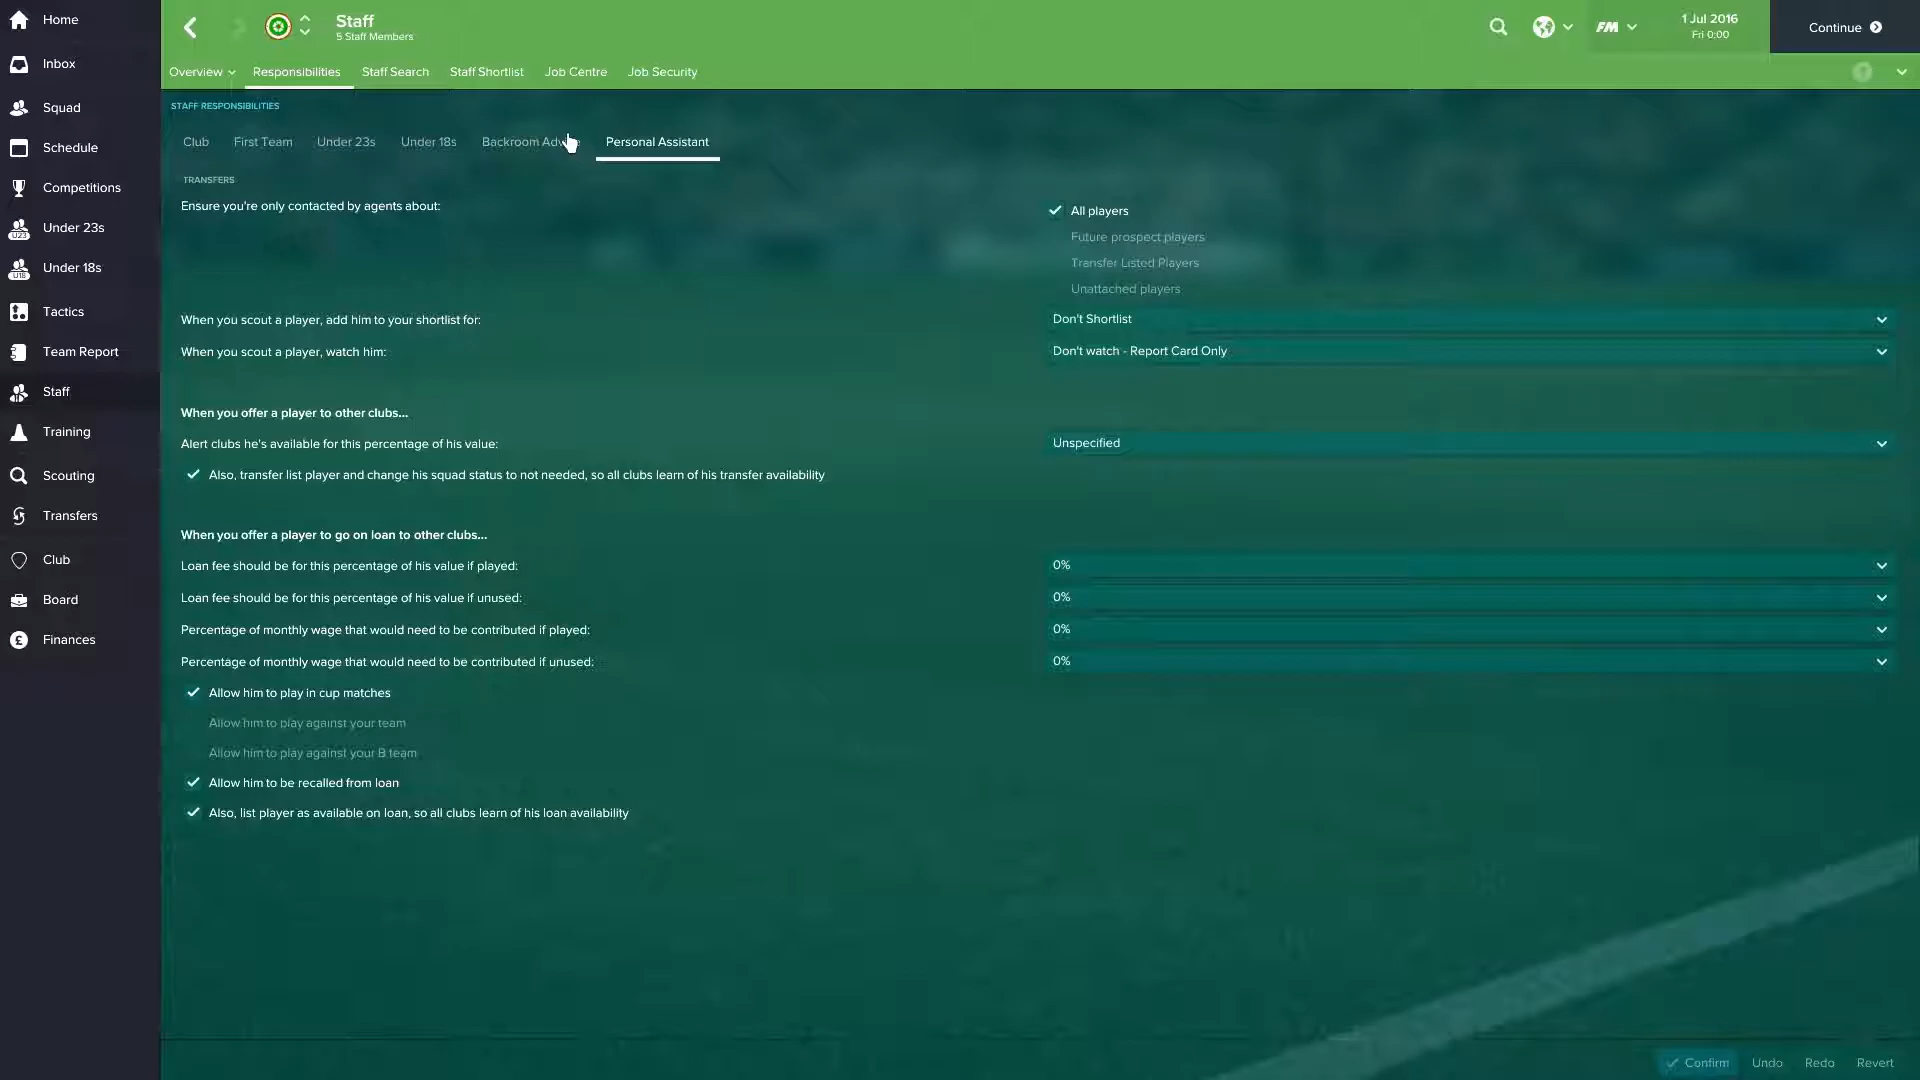 Home
Inbox
Squad
Schedule
Competitions
Under 23s
Under 18s
Tactics
Team Report
Staff
Training
Scouting
Transfers
Club
Board
Finances
Staff
5 Staff Members
FM
1 Jul 2016
Fri 0:00
Continue
Overview
Responsibilities
Staff Search
Staff Shortlist
Job Centre
Job Security
STAFF RESPONSIBILITIES
Club
First Team
Under 23s
Under 18s
Backroom
Personal Assistant
TRANSFERS
Ensure you're only contacted by agents about:
All players
Future prospect players
Transfer Listed Players
Unattached players
When you scout a player, add him to your shortlist for:
Don't Shortlist
When you scout a player, watch him:
Don't watch - Report Card Only
When you offer a player to other clubs...
Alert clubs he's available for this percentage of his value:
Unspecified
Also, transfer list player and change his squad status to not needed, so all clubs learn of his transfer availability
When you offer a player to go on loan to other clubs...
Loan fee should be for this percentage of his value if played:
0%
Loan fee should be for this percentage of his value if unused:
0%
Percentage of monthly wage that would need to be contributed if played:
0%
Percentage of monthly wage that would need to be contributed if unused:
0%
Allow him to play in cup matches
Allow him to play against your team
Allow him to play against your B team
Allow him to be recalled from loan
Also, list player as available on loan, so all clubs learn of his loan availability
Confirm
Undo
Redo
Revert